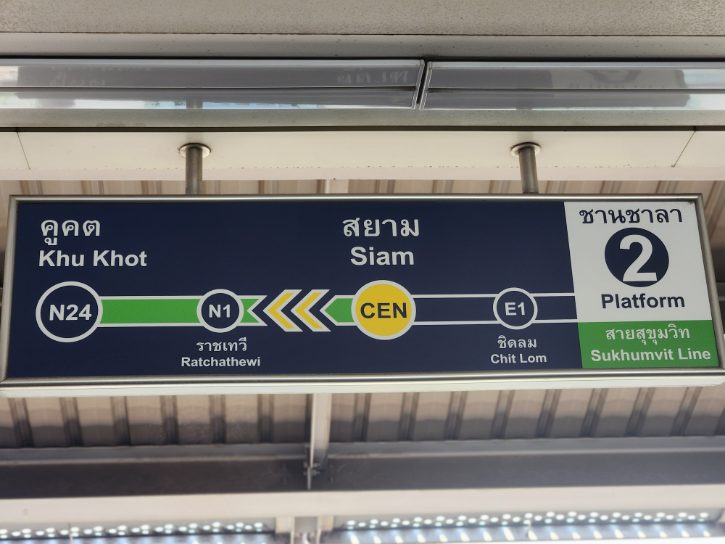 คูคต
Khu Khot
สยาม
Siam
N24
N1
CEN
E1
ราชเทวี
Ratchathewi
ชิดลม
Chit Lom
ชานชาลา
2
Platform
สายสุขุมวิท
Sukhumvit Line